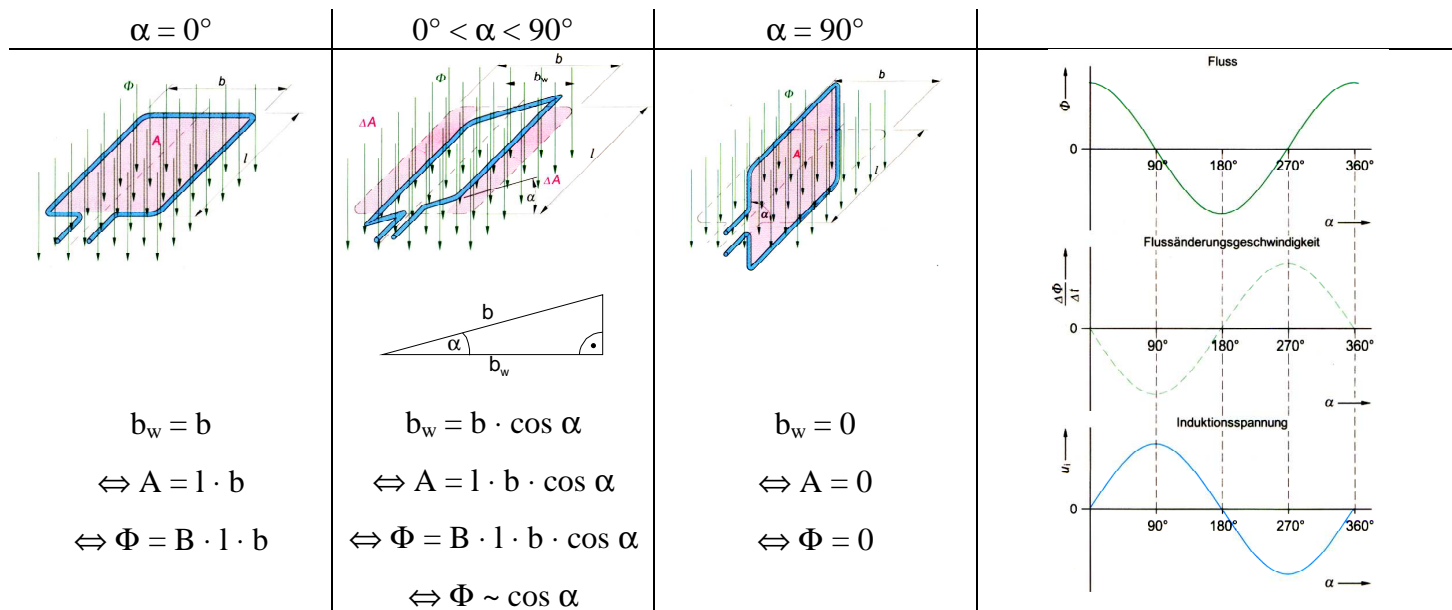 α = 0°
0° < α < 90°
α = 90°
Φ
b
A
l
Φ
b
b_w
ΔA
l
ΔA
α
b
α
b_w
Φ
b
A
l
α
b_w = b
⇔ A = l · b
⇔ Φ = B · l · b
b_w = b · cos α
⇔ A = l · b · cos α
⇔ Φ = B · l · b · cos α
⇔ Φ ~ cos α
b_w = 0
⇔ A = 0
⇔ Φ = 0
Fluss
Φ
0
90° 180° 270° 360°
α
Flussänderungsgeschwindigkeit
ΔΦ
Δt
0
90° 180° 270° 360°
α
Induktionsspannung
u_i
0
90° 180° 270° 360°
α